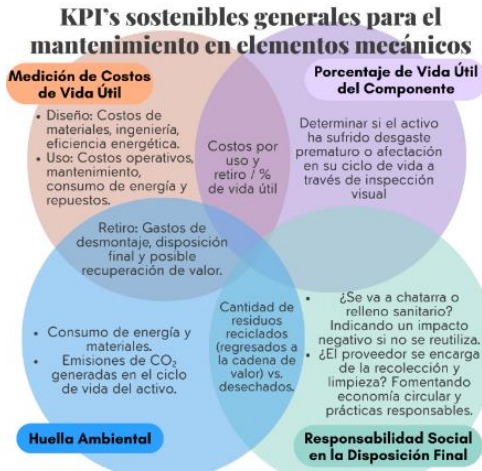 KPI's sostenibles generales para el
mantenimiento en elementos mecánicos
Medición de Costos
de Vida Útil
• Diseño: Costos de
materiales, ingeniería,
eficiencia energética.
• Uso: Costos operativos,
mantenimiento,
consumo de energía y
repuestos.
Costos por
uso y
retiro / %
de vida útil
Porcentaje de Vida Útil
del Componente
Determinar si el activo
ha sufrido desgaste
prematuro o afectación
en su ciclo de vida a
través de inspección
visual
Retiro: Gastos de
desmontaje, disposición
final y posible
recuperación de valor.
• Consumo de energía y
materiales.
• Emisiones de CO₂
generadas en el ciclo
de vida del activo.
Huella Ambiental
Cantidad de
residuos
reciclados
(regresados a
la cadena de
valor) vs.
desechados.
• ¿Se va a chatarra o
relleno sanitario?
Indicando un impacto
negativo si no se reutiliza.
• ¿El proveedor se encarga
de la recolección y
limpieza? Fomentando
economía circular y
prácticas responsables.
Responsabilidad Social
en la Disposición Final